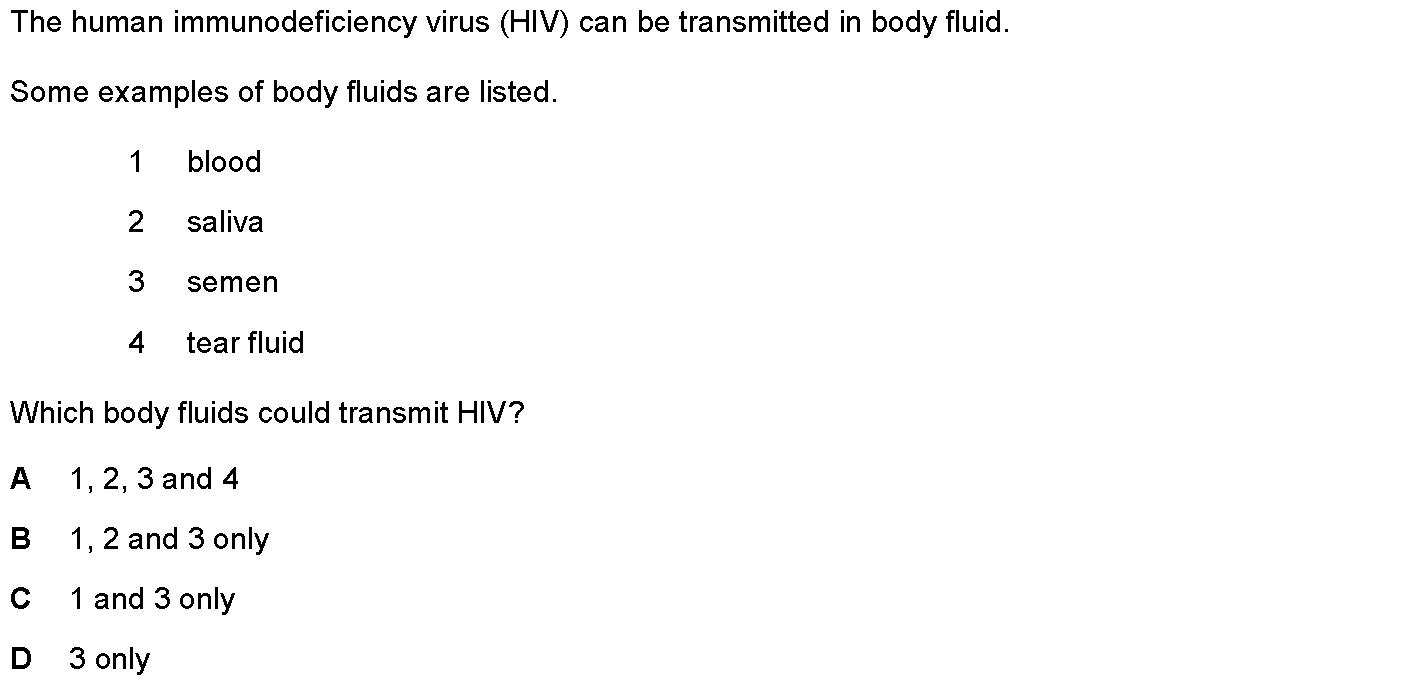 The human immunodeficiency virus (HIV) can be transmitted in body fluid.
Some examples of body fluids are listed.
1 blood
2 saliva
3 semen
4 tear fluid
Which body fluids could transmit HIV?
A 1, 2, 3 and 4
B 1, 2 and 3 only
C 1 and 3 only
D 3 only